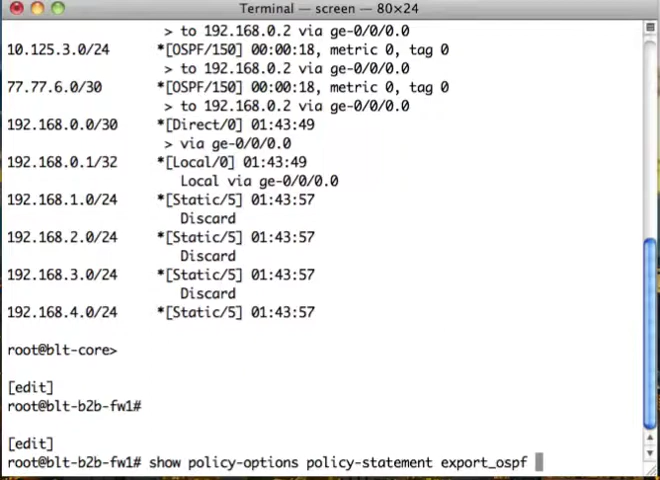 Terminal — screen — 80×24
> to 192.168.0.2 via ge-0/0/0.0
10.125.3.0/24 *[OSPF/150] 00:00:18, metric 0, tag 0
> to 192.168.0.2 via ge-0/0/0.0
77.77.6.0/30 *[OSPF/150] 00:00:18, metric 0, tag 0
> to 192.168.0.2 via ge-0/0/0.0
192.168.0.0/30 *[Direct/0] 01:43:49
> via ge-0/0/0.0
192.168.0.1/32 *[Local/0] 01:43:49
Local via ge-0/0/0.0
192.168.1.0/24 *[Static/5] 01:43:57
Discard
192.168.2.0/24 *[Static/5] 01:43:57
Discard
192.168.3.0/24 *[Static/5] 01:43:57
Discard
192.168.4.0/24 *[Static/5] 01:43:57
root@blt-core>
[edit]
root@blt-b2b-fw1#
[edit]
root@blt-b2b-fw1# show policy-options policy-statement export_ospf